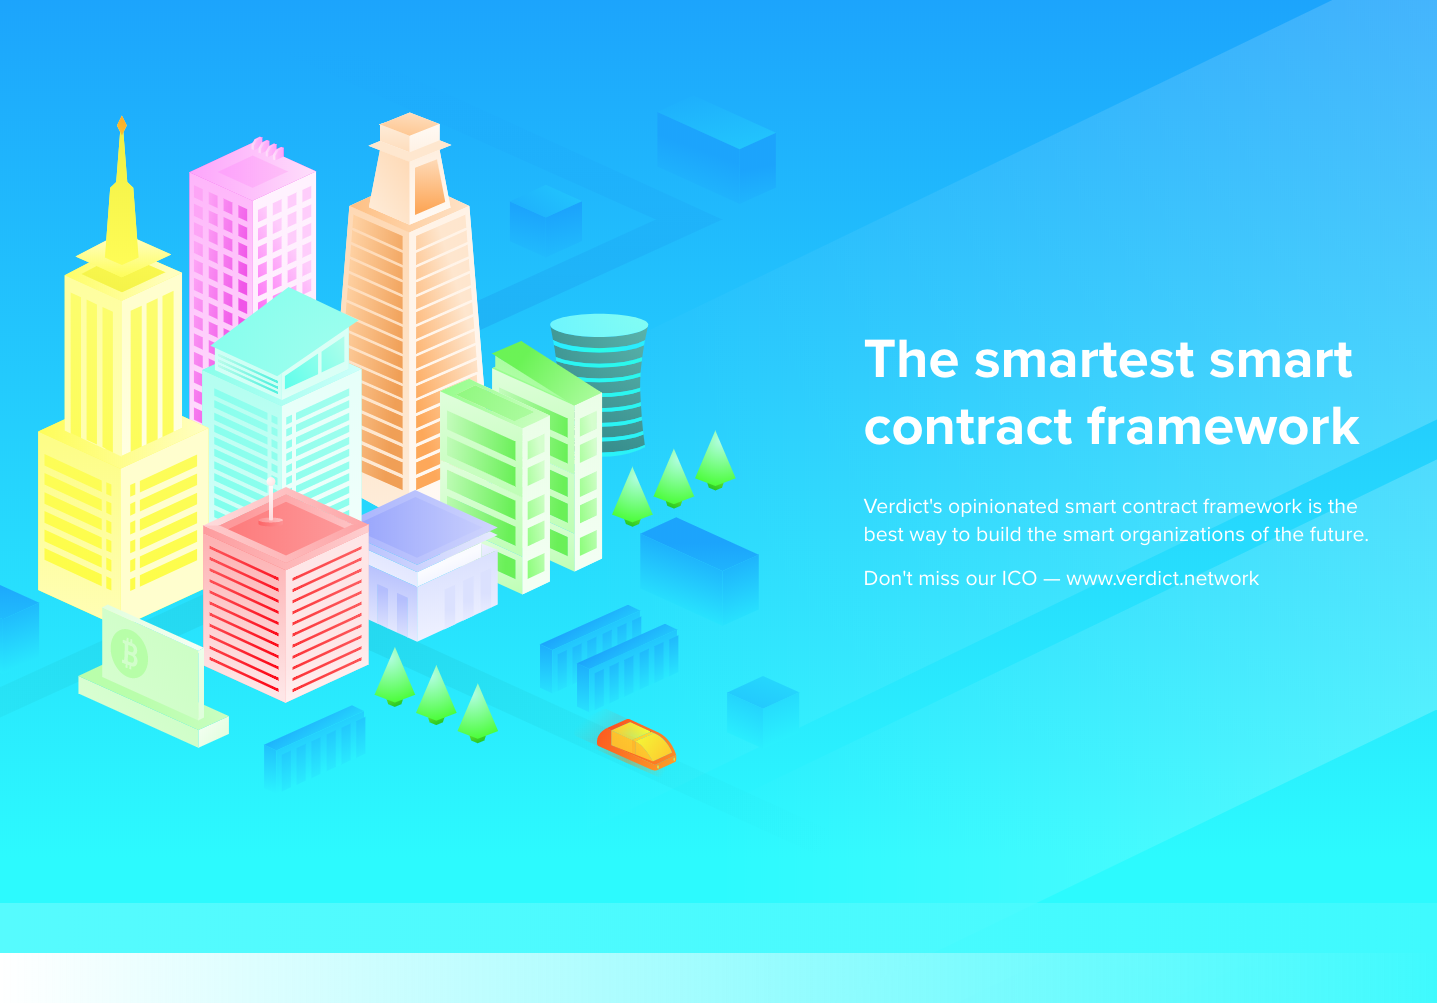 The smartest smart
contract framework
Verdict's opinionated smart contract framework is the
best way to build the smart organizations of the future.
Don't miss our ICO — www.verdict.network